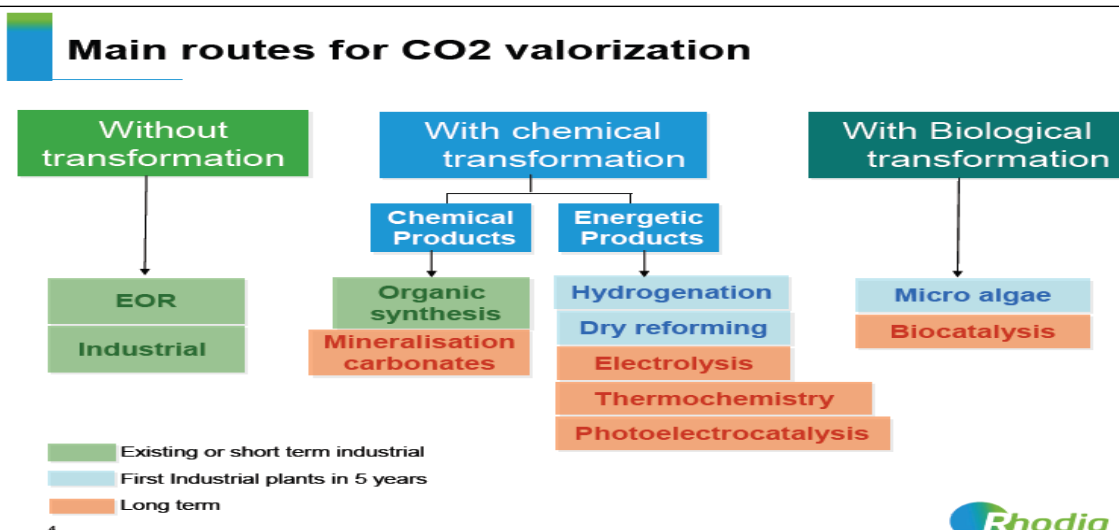 Main routes for CO2 valorization
Without
transformation
With chemical
transformation
With Biological
transformation
Chemical
Products
Energetic
Products
EOR
Industrial
Organic
synthesis
Mineralisation
carbonates
Hydrogenation
Dry reforming
Electrolysis
Thermochemistry
Photoelectrocatalysis
Micro algae
Biocatalysis
Existing or short term industrial
First Industrial plants in 5 years
Long term
Rhodia